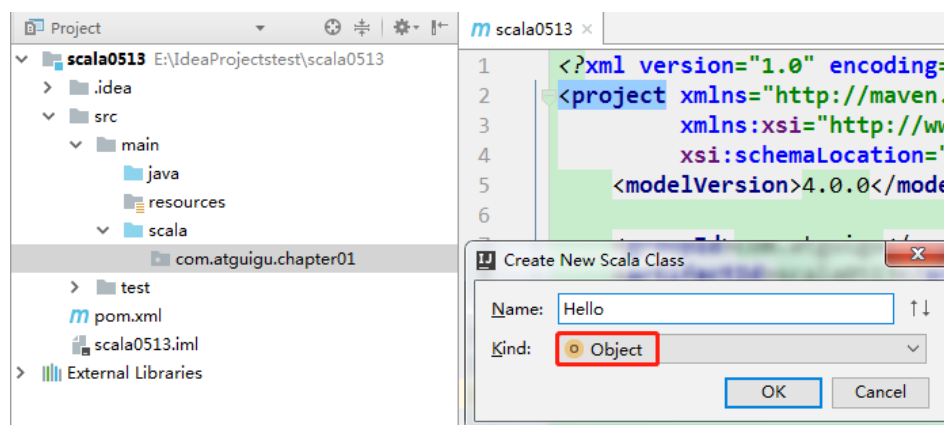 Project
scala0513 E:\IdeaProjectstest\scala0513
.idea
src
main
java
resources
scala
com.atguigu.chapter01
test
pom.xml
scala0513.iml
External Libraries
scala0513
1 <?xml version="1.0" encoding=
2 <project xmlns="http://maven.
3 xmlns:xsi="http://ww
4 xsi:schemaLocation="
5 <modelVersion>4.0.0</mode
6
Create New Scala Class
Name: Hello
Kind: Object
OK Cancel